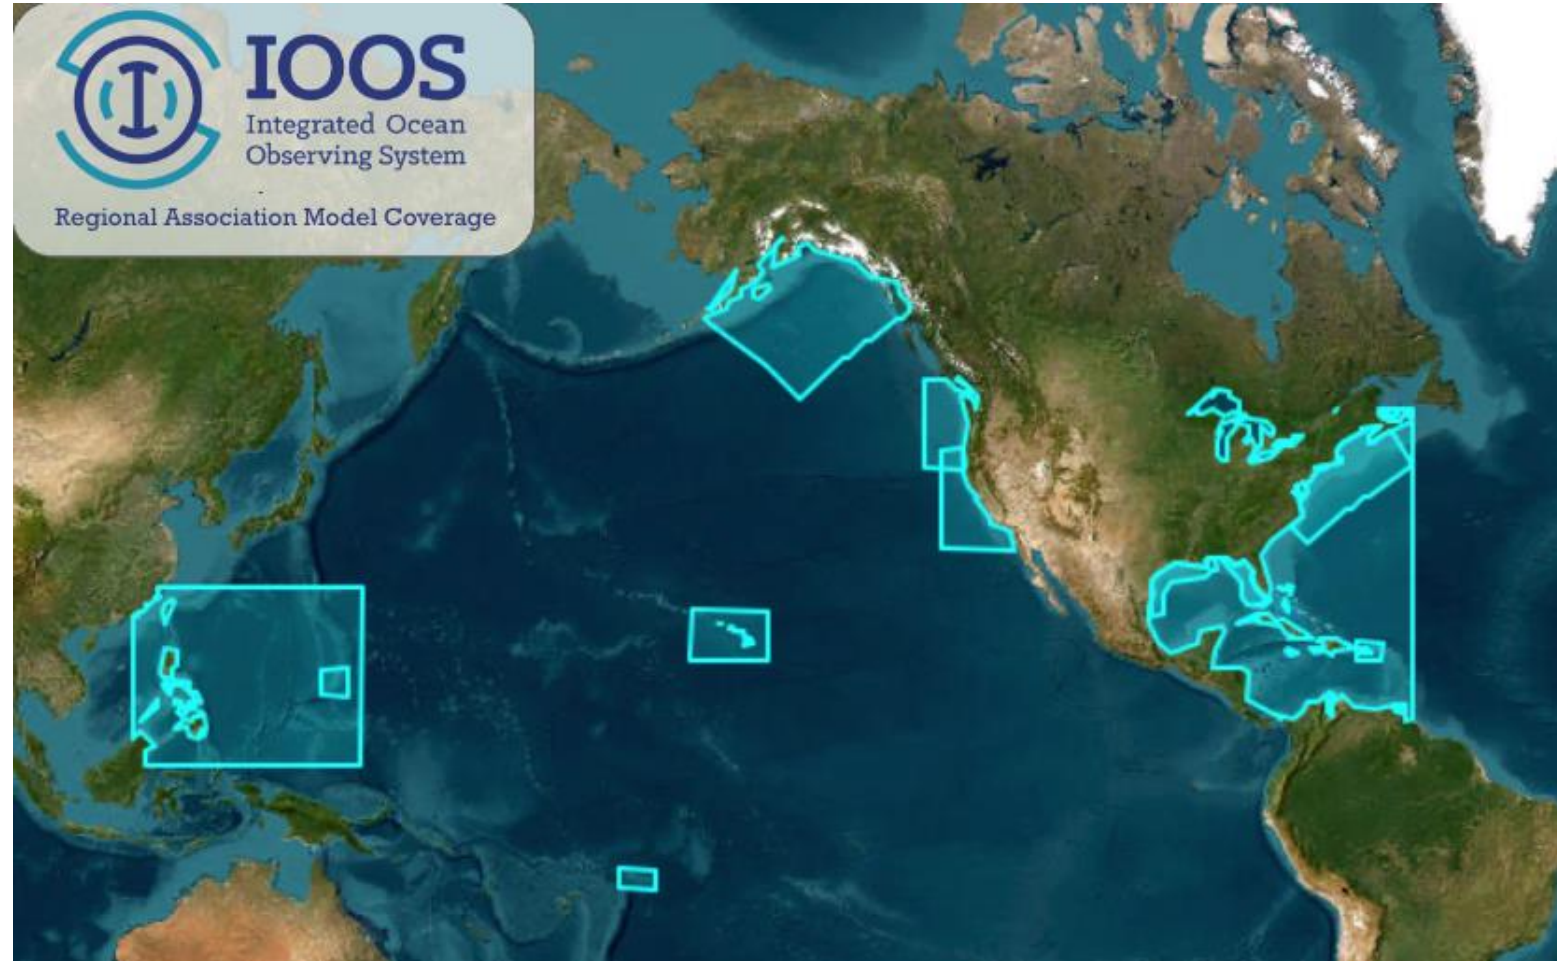 IOOS
Integrated Ocean
Observing System
Regional Association Model Coverage